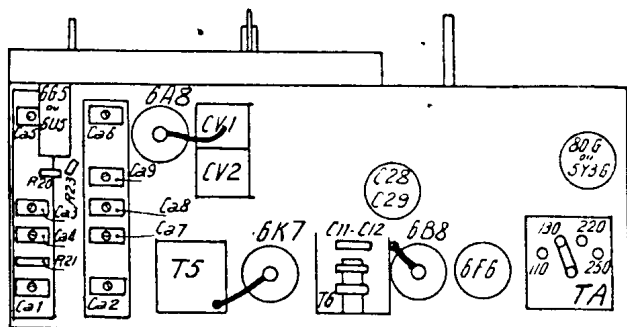 6G5
ou
6U5
Ca5
Ca6
6A8
CV1
CV2
80G
ou
5Y3G
R20
R23
Ca9
Ca3
Ca8
Ca4
Ca7
R21
Ca1
Ca2
C28
C29
T5
6K7
C11-C12
T6
6B8
6F6
130
220
110
250
TA